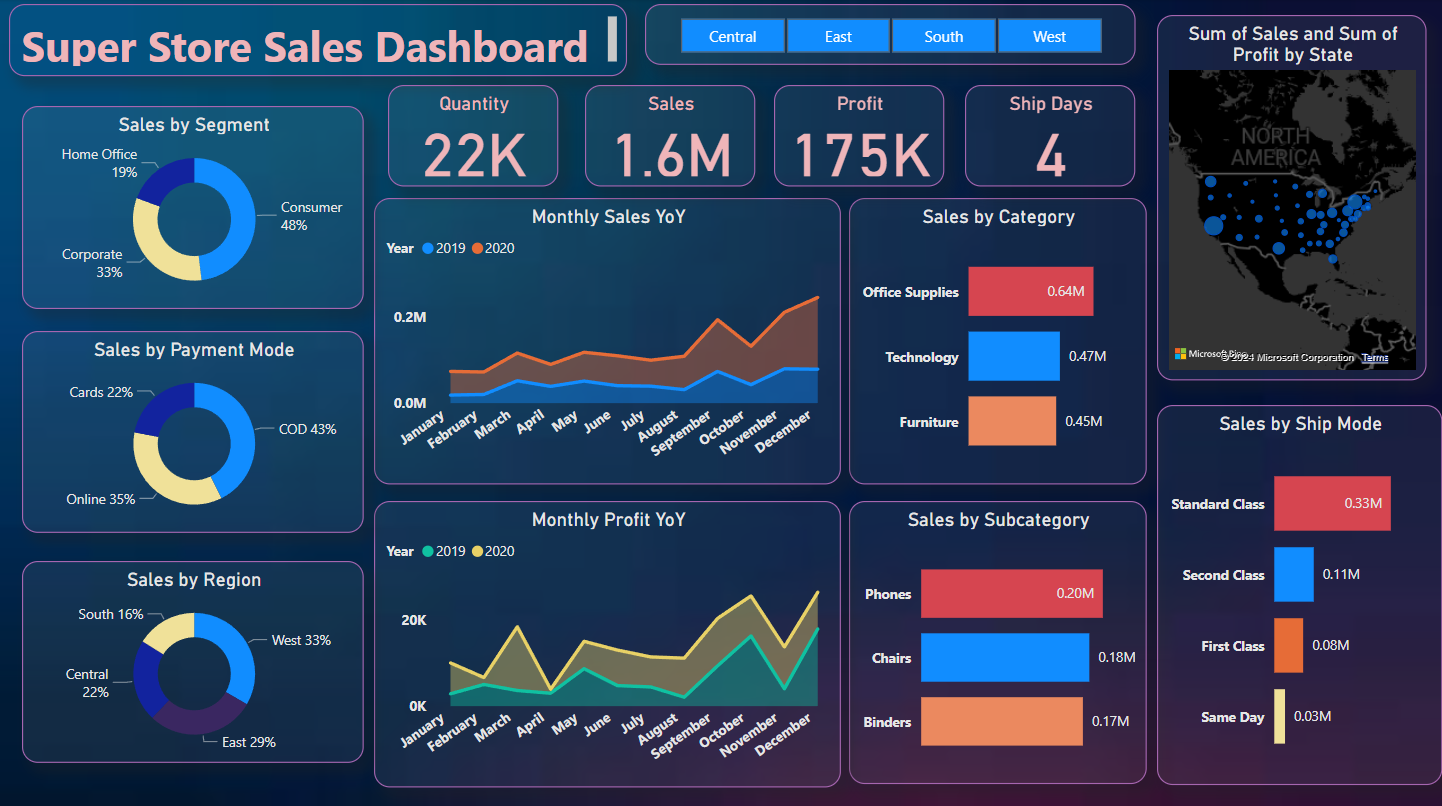 Super Store Sales Dashboard
Central
East
South
West
Sum of Sales and Sum of
Profit by State
NORTH
AMERICA
©2024 Microsoft Corporation
Terms
Quantity
22K
Sales
1.6M
Profit
175K
Ship Days
4
Sales by Segment
Home Office
19%
Consumer
48%
Corporate
33%
Monthly Sales YoY
Year 2019 2020
0.2M
0.0M
January
February
March
April
May
June
July
August
September
October
November
December
Sales by Category
Office Supplies 0.64M
Technology 0.47M
Furniture 0.45M
Sales by Payment Mode
Cards 22%
COD 43%
Online 35%
Sales by Ship Mode
Standard Class 0.33M
Second Class 0.11M
First Class 0.08M
Same Day 0.03M
Monthly Profit YoY
Year 2019 2020
20K
0K
January
February
March
April
May
June
July
August
September
October
November
December
Sales by Subcategory
Phones 0.20M
Chairs 0.18M
Binders 0.17M
Sales by Region
South 16%
West 33%
Central
22%
East 29%